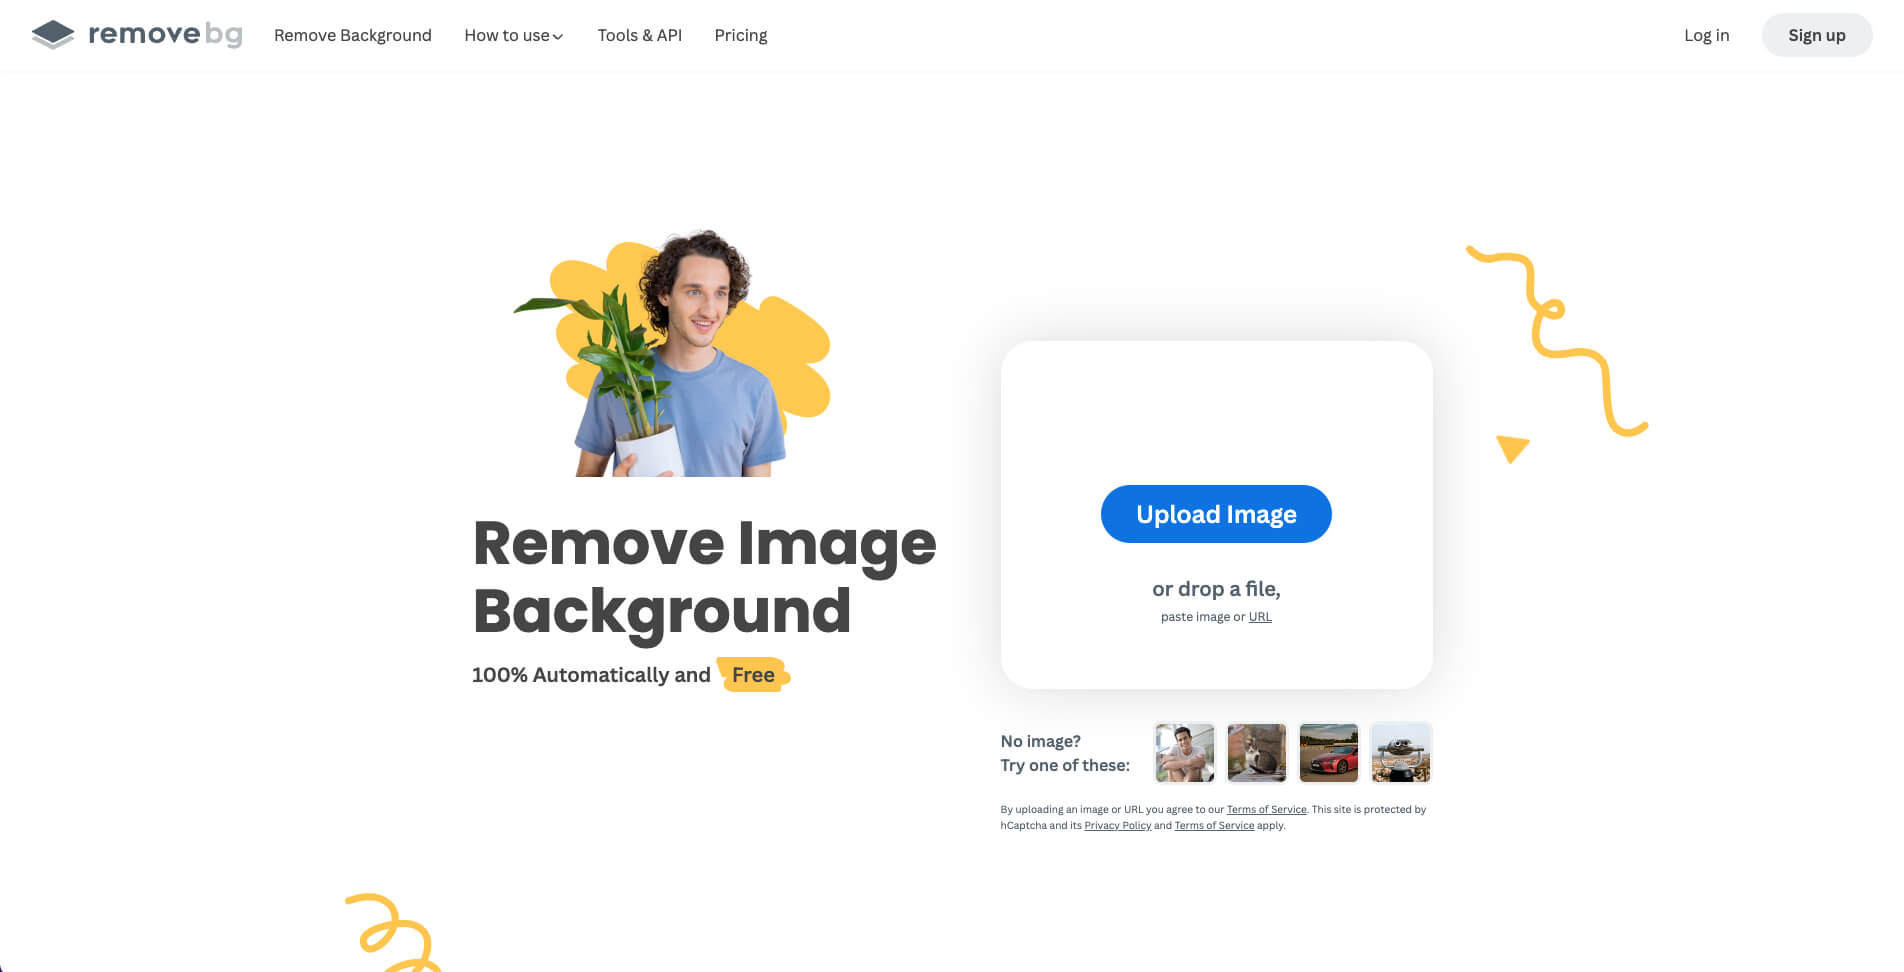 removebg
Remove Background
How to use
Tools & API
Pricing
Log in
Sign up
Remove Image
Background
100% Automatically and Free
Upload Image
or drop a file,
paste image or URL
No image?
Try one of these:
By uploading an image or URL you agree to our Terms of Service. This site is protected by
hCaptcha and its Privacy Policy and Terms of Service apply.